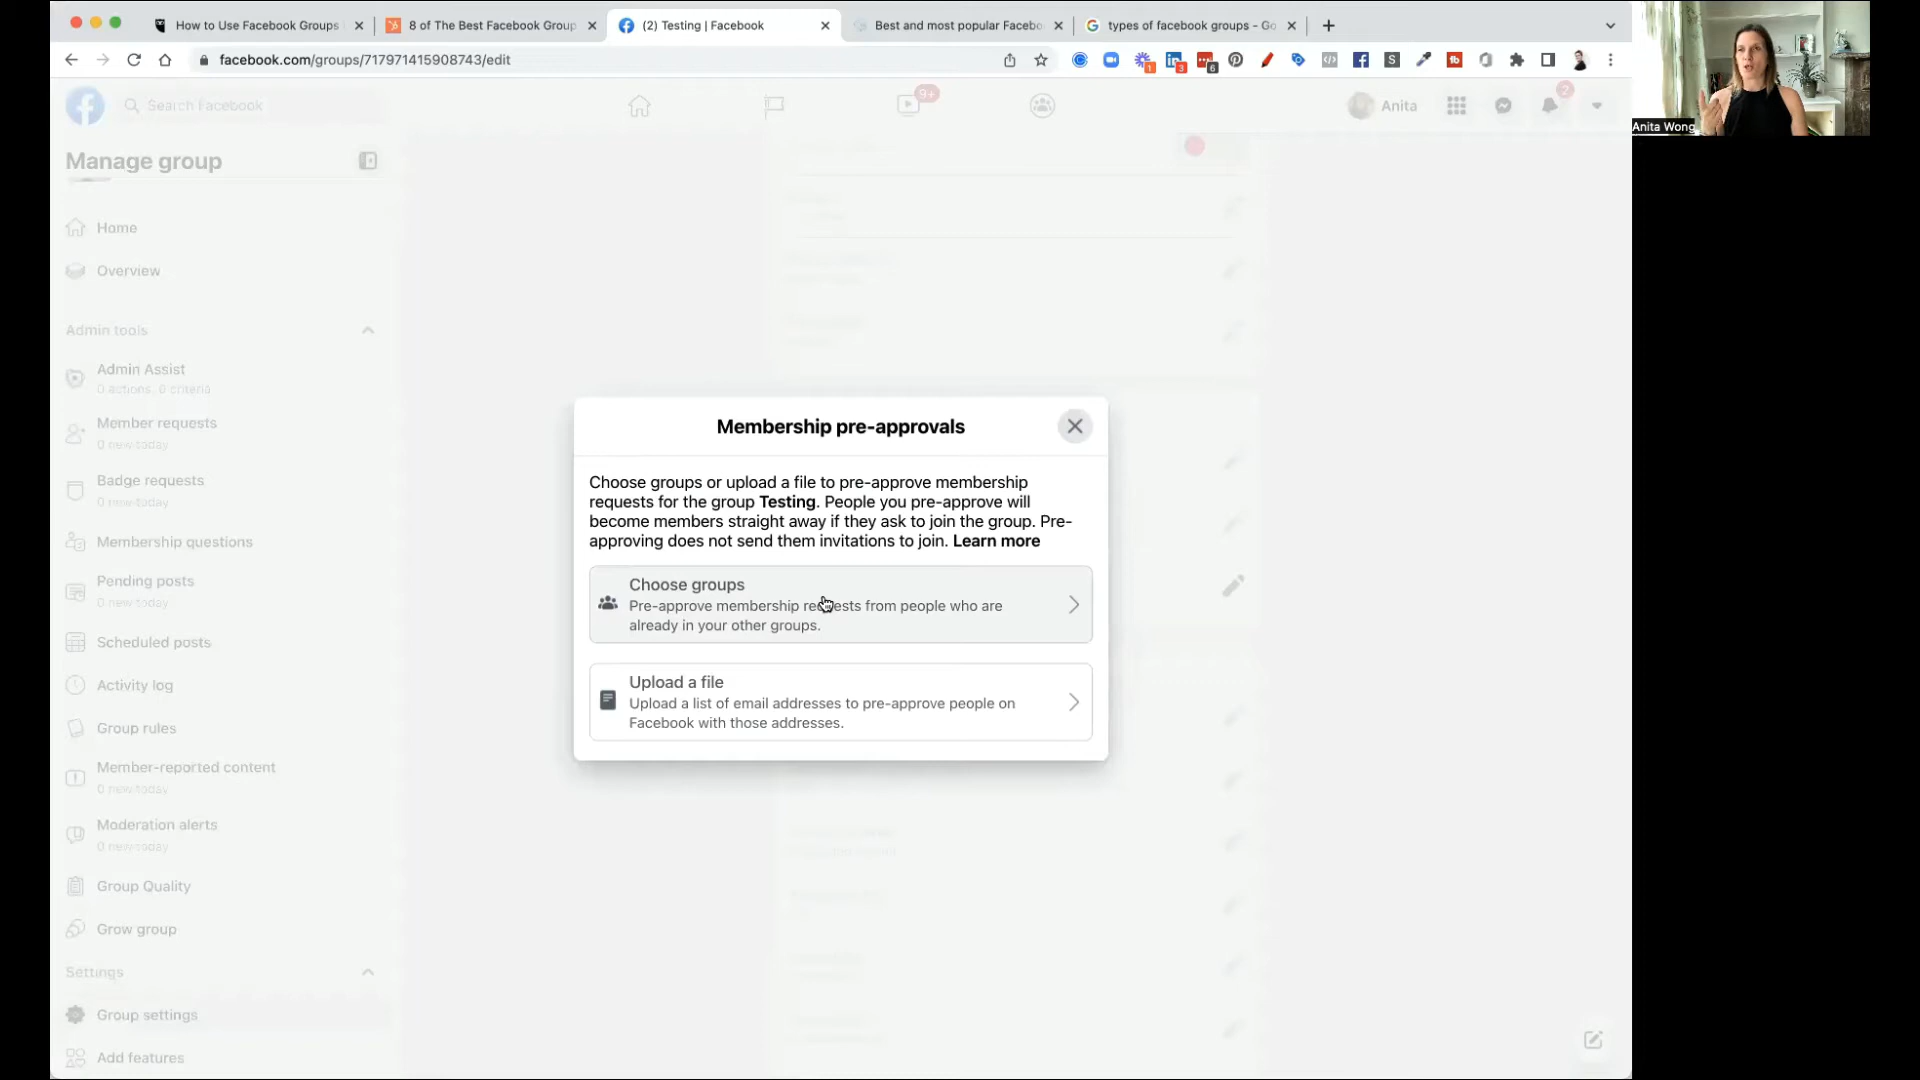 How to Use Facebook Groups
8 of The Best Facebook Group
(2) Testing | Facebook
Best and most popular Facebo
types of facebook groups - Go
facebook.com/groups/717971415908743/edit
1
3
6
Anita Wong
Search Facebook
9+
Anita
2
Manage group
Home
Overview
Admin tools
Admin Assist
0 actions, 0 criteria
Member requests
0 new today
Badge requests
0 new today
Membership questions
Pending posts
0 new today
Scheduled posts
Activity log
Group rules
Member-reported content
0 new today
Moderation alerts
0 new today
Group Quality
Grow group
Settings
Group settings
Add features
Membership pre-approvals
Choose groups or upload a file to pre-approve membership
requests for the group Testing. People you pre-approve will
become members straight away if they ask to join the group. Pre-
approving does not send them invitations to join. Learn more
Choose groups
Pre-approve membership requests from people who are
already in your other groups.
Upload a file
Upload a list of email addresses to pre-approve people on
Facebook with those addresses.